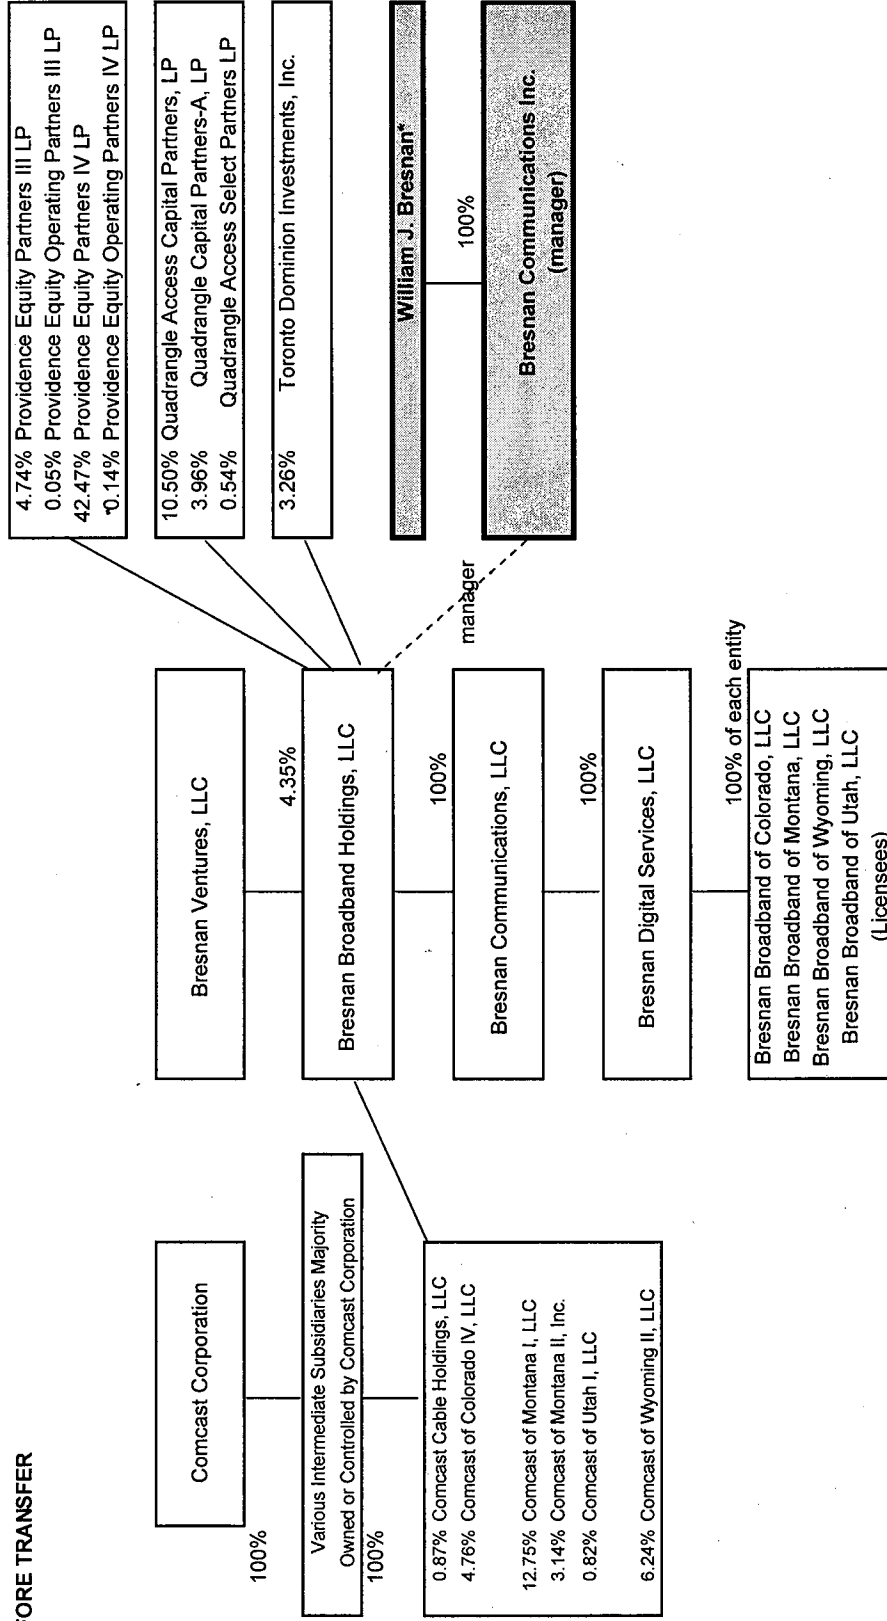 FORE TRANSFER
Comcast Corporation
100%
Various Intermediate Subsidiaries Majority
Owned or Controlled by Comcast Corporation
100%
0.87% Comcast Cable Holdings, LLC
4.76% Comcast of Colorado IV, LLC
12.75% Comcast of Montana I, LLC
3.14% Comcast of Montana II, Inc.
0.82% Comcast of Utah I, LLC
6.24% Comcast of Wyoming II, LLC
Bresnan Ventures, LLC
4.35%
Bresnan Broadband Holdings, LLC
100%
Bresnan Communications, LLC
100%
Bresnan Digital Services, LLC
100% of each entity
Bresnan Broadband of Colorado, LLC
Bresnan Broadband of Montana, LLC
Bresnan Broadband of Wyoming, LLC
Bresnan Broadband of Utah, LLC
(Licensees)
4.74% Providence Equity Partners III LP
0.05% Providence Equity Operating Partners III LP
42.47% Providence Equity Partners IV LP
0.14% Providence Equity Operating Partners IV LP
10.50% Quadrangle Access Capital Partners, LP
3.96% Quadrangle Capital Partners-A, LP
0.54% Quadrangle Access Select Partners LP
3.26% Toronto Dominion Investments, Inc.
William J. Bresnan*
100%
Bresnan Communications Inc.
(manager)
manager